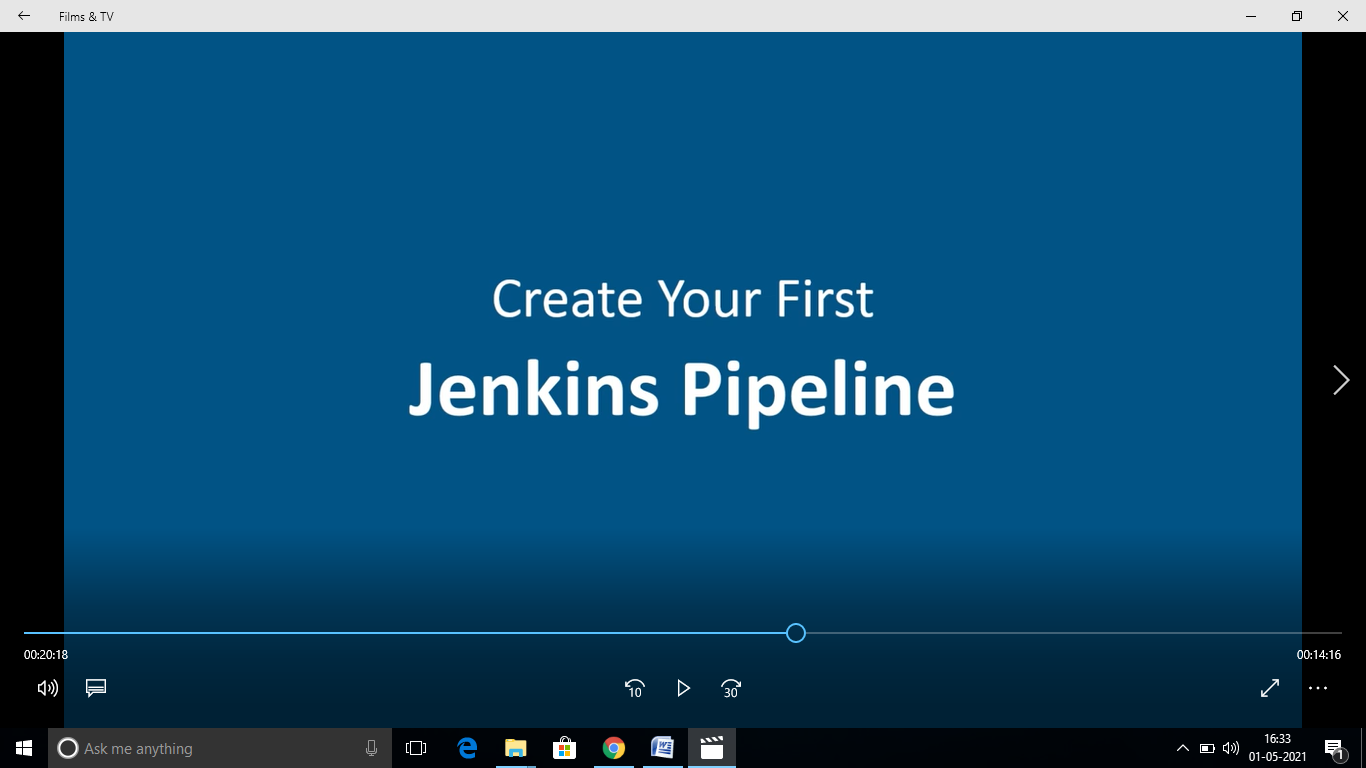 Films & TV
Create Your First
Jenkins Pipeline
00:20:18
00:14:16
10
30
Ask me anything
16:33
01-05-2021
1